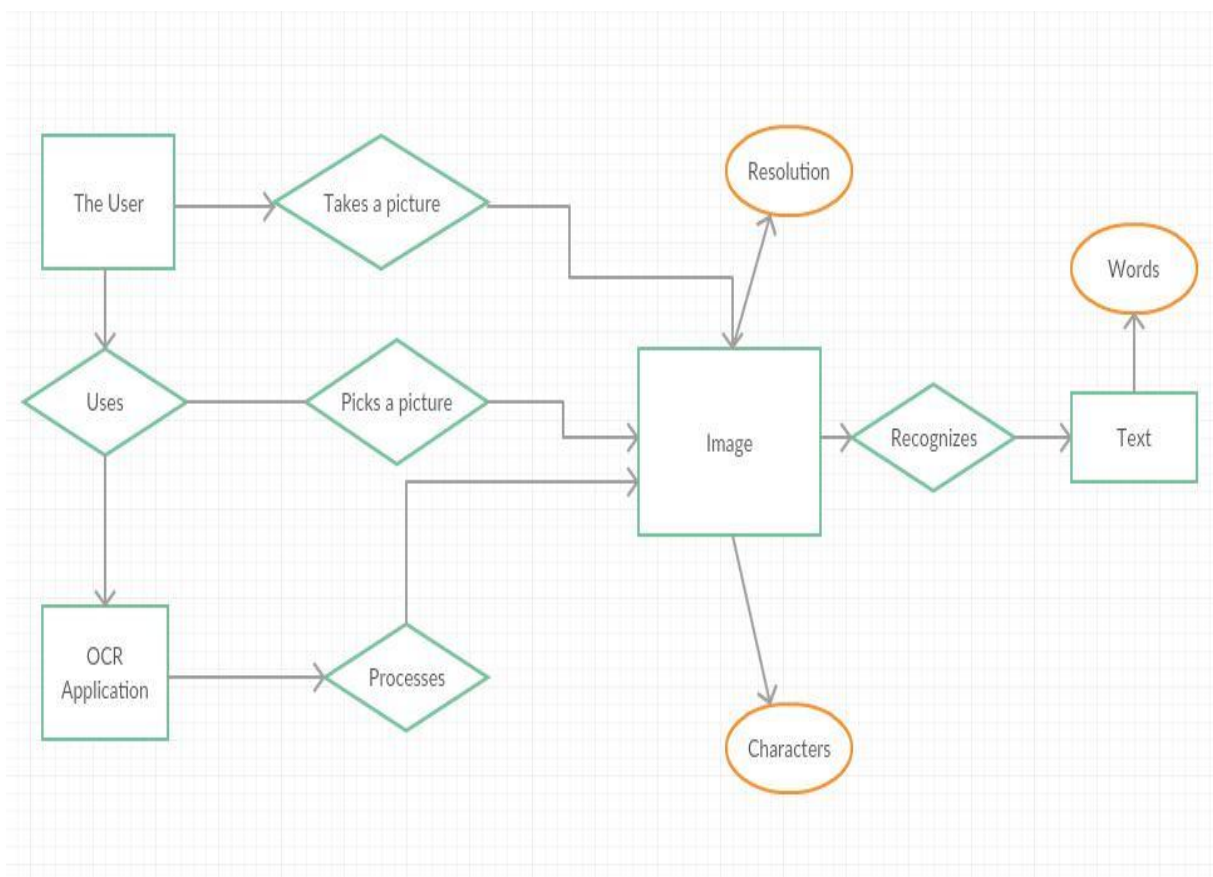 The User
Takes a picture
Resolution
Words
Uses
Picks a picture
Image
Recognizes
Text
OCR
Application
Processes
Characters